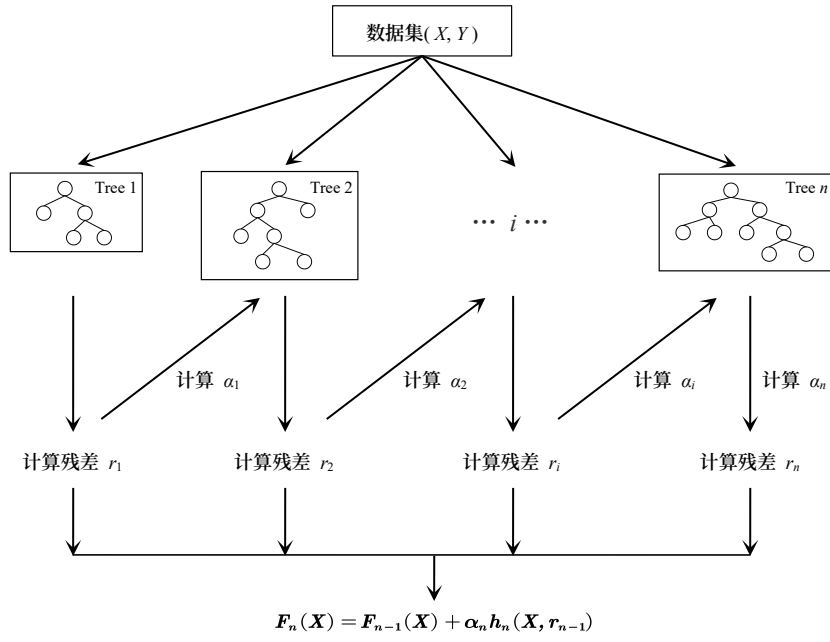 数据集(X, Y)
Tree 1
Tree 2
Tree n
··· i ···
计算 α₁
计算 α₂
计算 αᵢ
计算 αₙ
计算残差 r₁
计算残差 r₂
计算残差 rᵢ
计算残差 rₙ
Fₙ(X) = Fₙ₋₁(X) + αₙhₙ(X, rₙ₋₁)